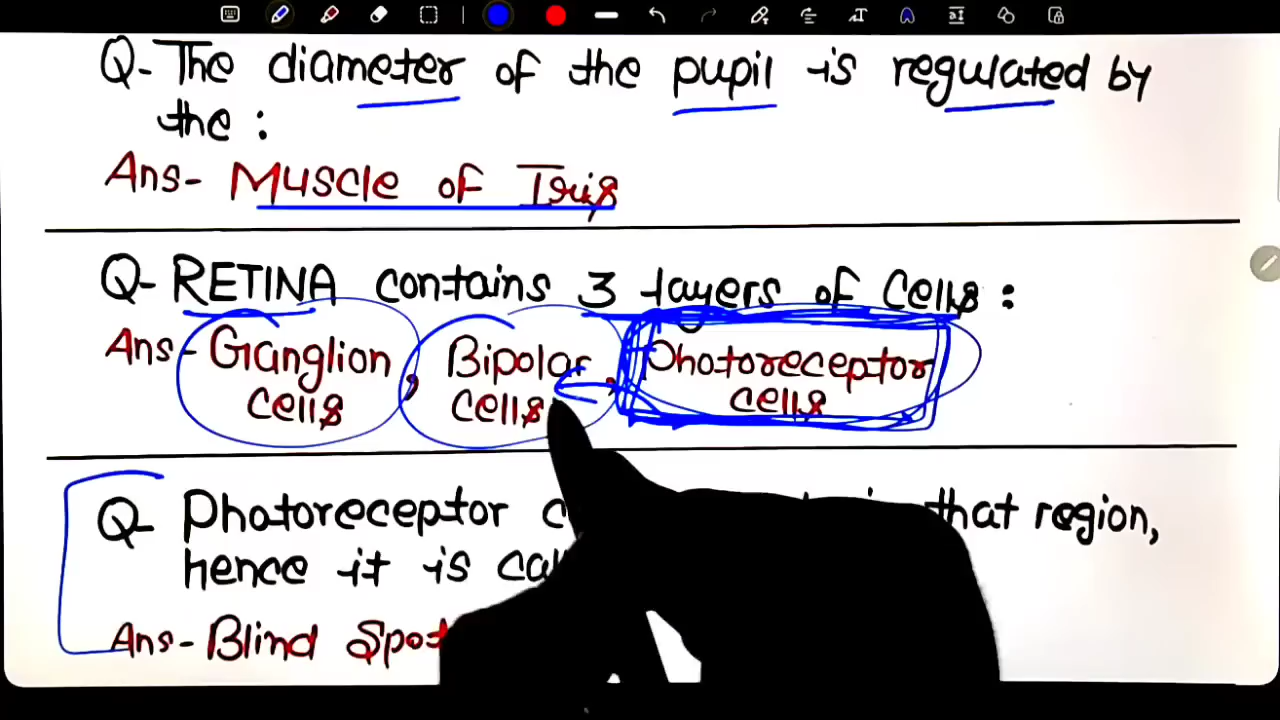 Q- The diameter of the pupil is regulated by
the :
Ans- Muscle of Iris
Q- RETINA contains 3 layers of Cells :
Ans- Ganglion cells, Bipolar cells, Photoreceptor cells
Q- Photoreceptor that region,
hence it is
Ans- Blind Spot